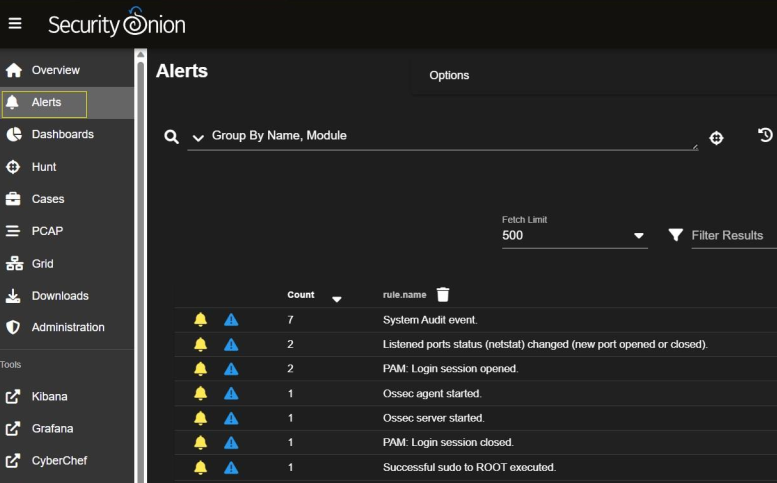 Security Onion
Overview
Alerts
Dashboards
Hunt
Cases
PCAP
Grid
Downloads
Administration
Tools
Kibana
Grafana
CyberChef
Alerts
Options
Group By Name, Module
Fetch Limit
500
Filter Results
Count rule.name
7 System Audit event.
2 Listened ports status (netstat) changed (new port opened or closed).
2 PAM: Login session opened.
1 Ossec agent started.
1 Ossec server started.
1 PAM: Login session closed.
1 Successful sudo to ROOT executed.